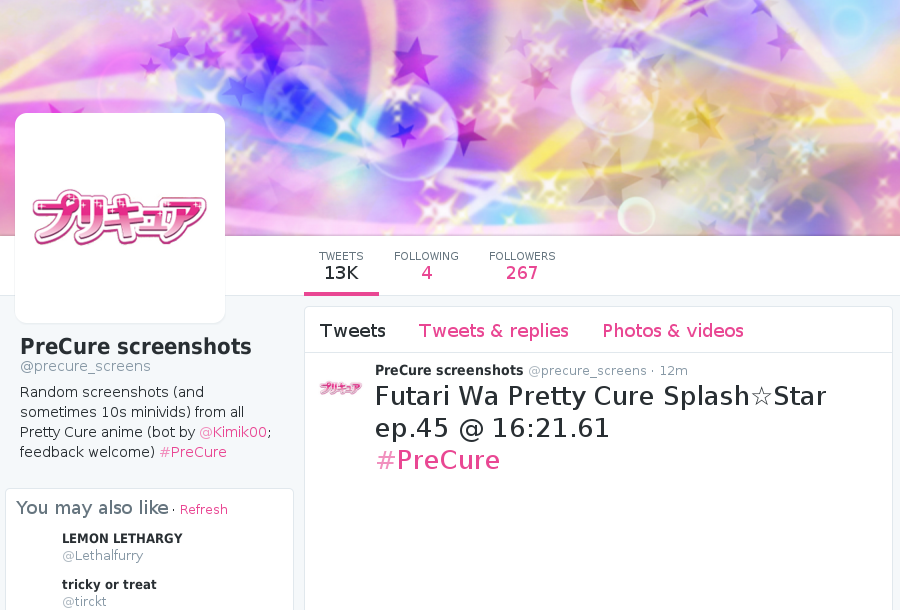 プリキュア
TWEETS FOLLOWING FOLLOWERS
13K 4 267
PreCure screenshots
@precure_screens
Random screenshots (and
sometimes 10s minivids) from all
Pretty Cure anime (bot by @Kimik00;
feedback welcome) #PreCure
You may also like · Refresh
LEMON LETHARGY
@Lethalfurry
tricky or treat
@tirckt
Tweets Tweets & replies Photos & videos
プリキュア
PreCure screenshots @precure_screens · 12m
Futari Wa Pretty Cure Splash☆Star
ep.45 @ 16:21.61
#PreCure